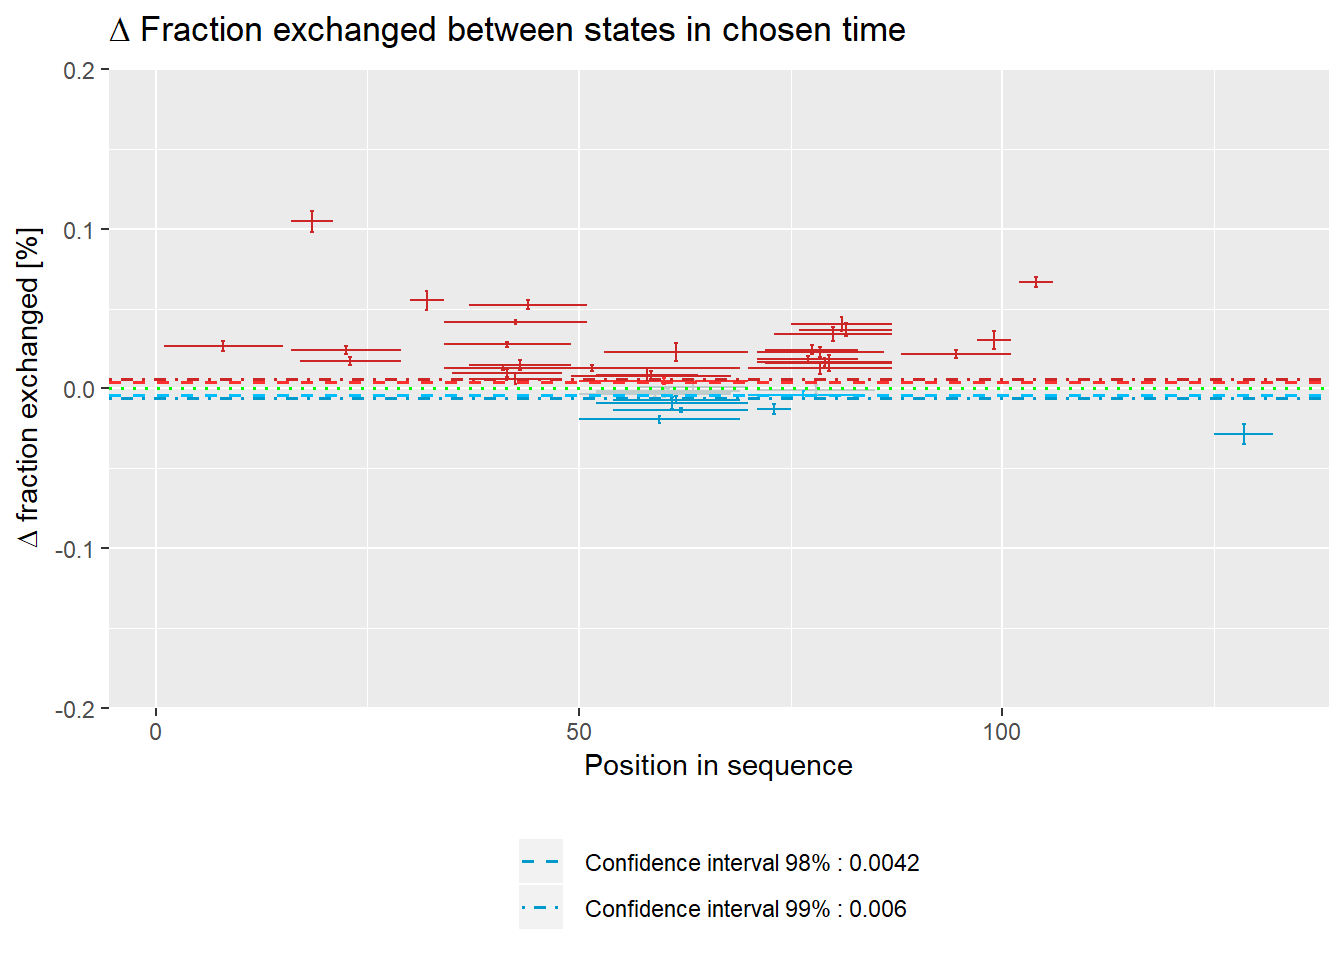 Δ Fraction exchanged between states in chosen time
Δ fraction exchanged [%]
0.2
0.1
0.0
-0.1
-0.2
0
50
100
Position in sequence
Confidence interval 98% : 0.0042
Confidence interval 99% : 0.006